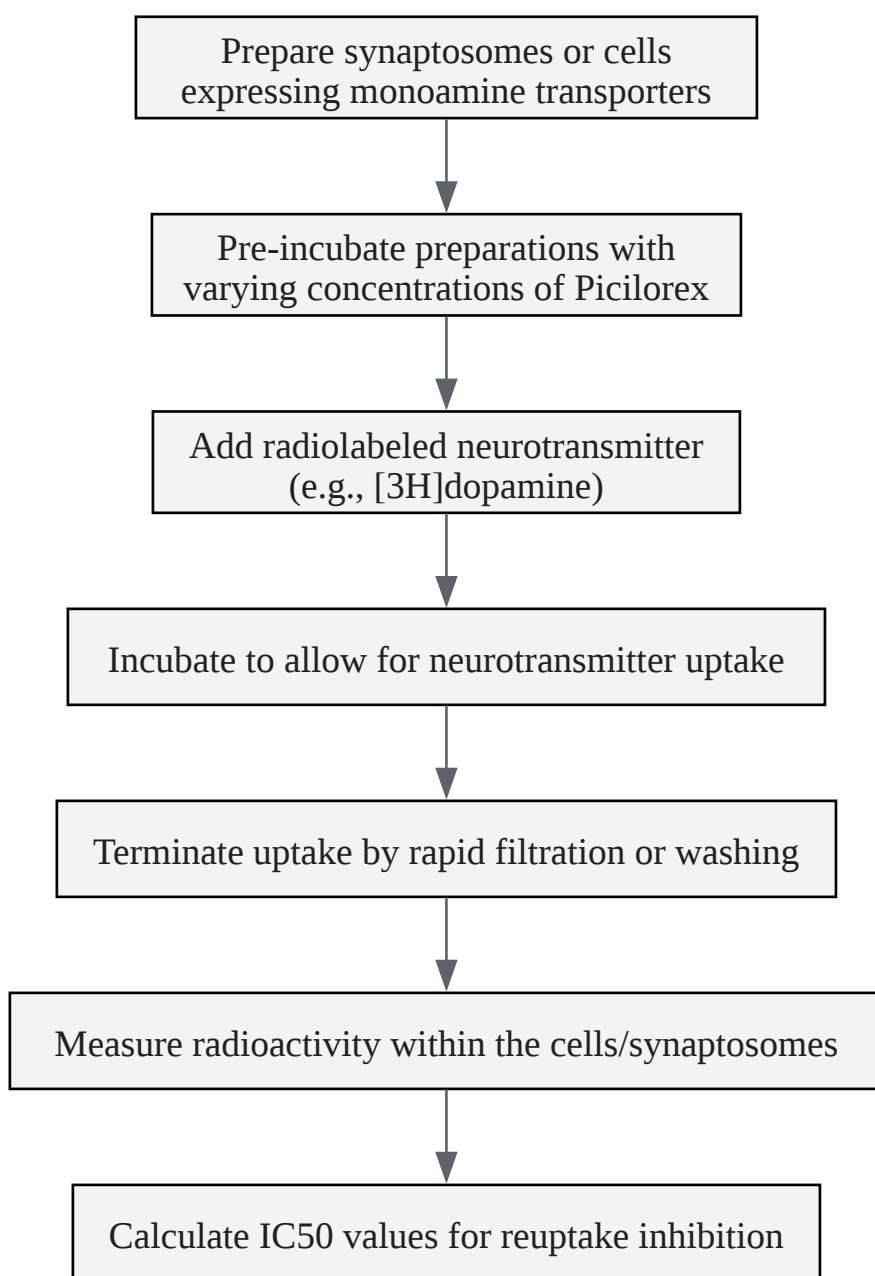 Prepare synaptosomes or cells
expressing monoamine transporters
Pre-incubate preparations with
varying concentrations of Picilorex
Add radiolabeled neurotransmitter
(e.g., [3H]dopamine)
Incubate to allow for neurotransmitter uptake
Terminate uptake by rapid filtration or washing
Measure radioactivity within the cells/synaptosomes
Calculate IC50 values for reuptake inhibition